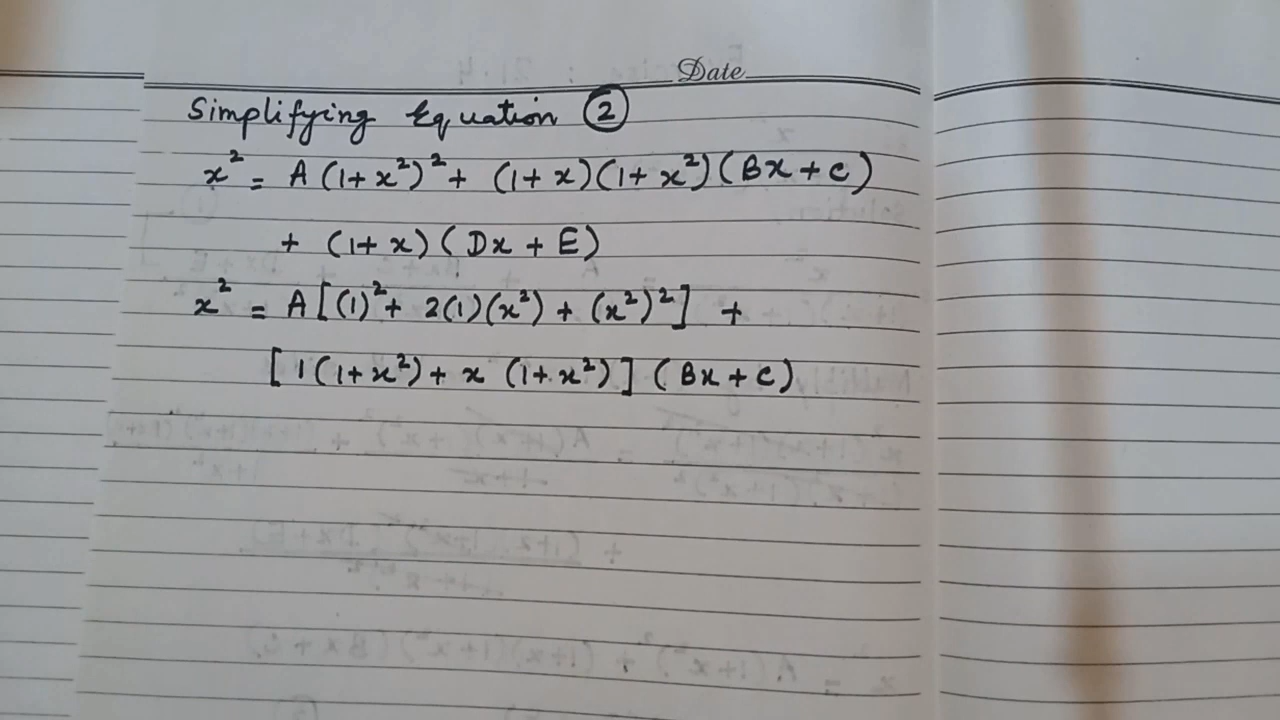 Date
Simplifying Equation ②
x² = A(1+x²)² + (1+x)(1+x²)(Bx+C)
+ (1+x)(Dx+E)
x² = A[(1)² + 2(1)(x²) + (x²)²] +
[1(1+x²) + x(1+x²)](Bx+C)